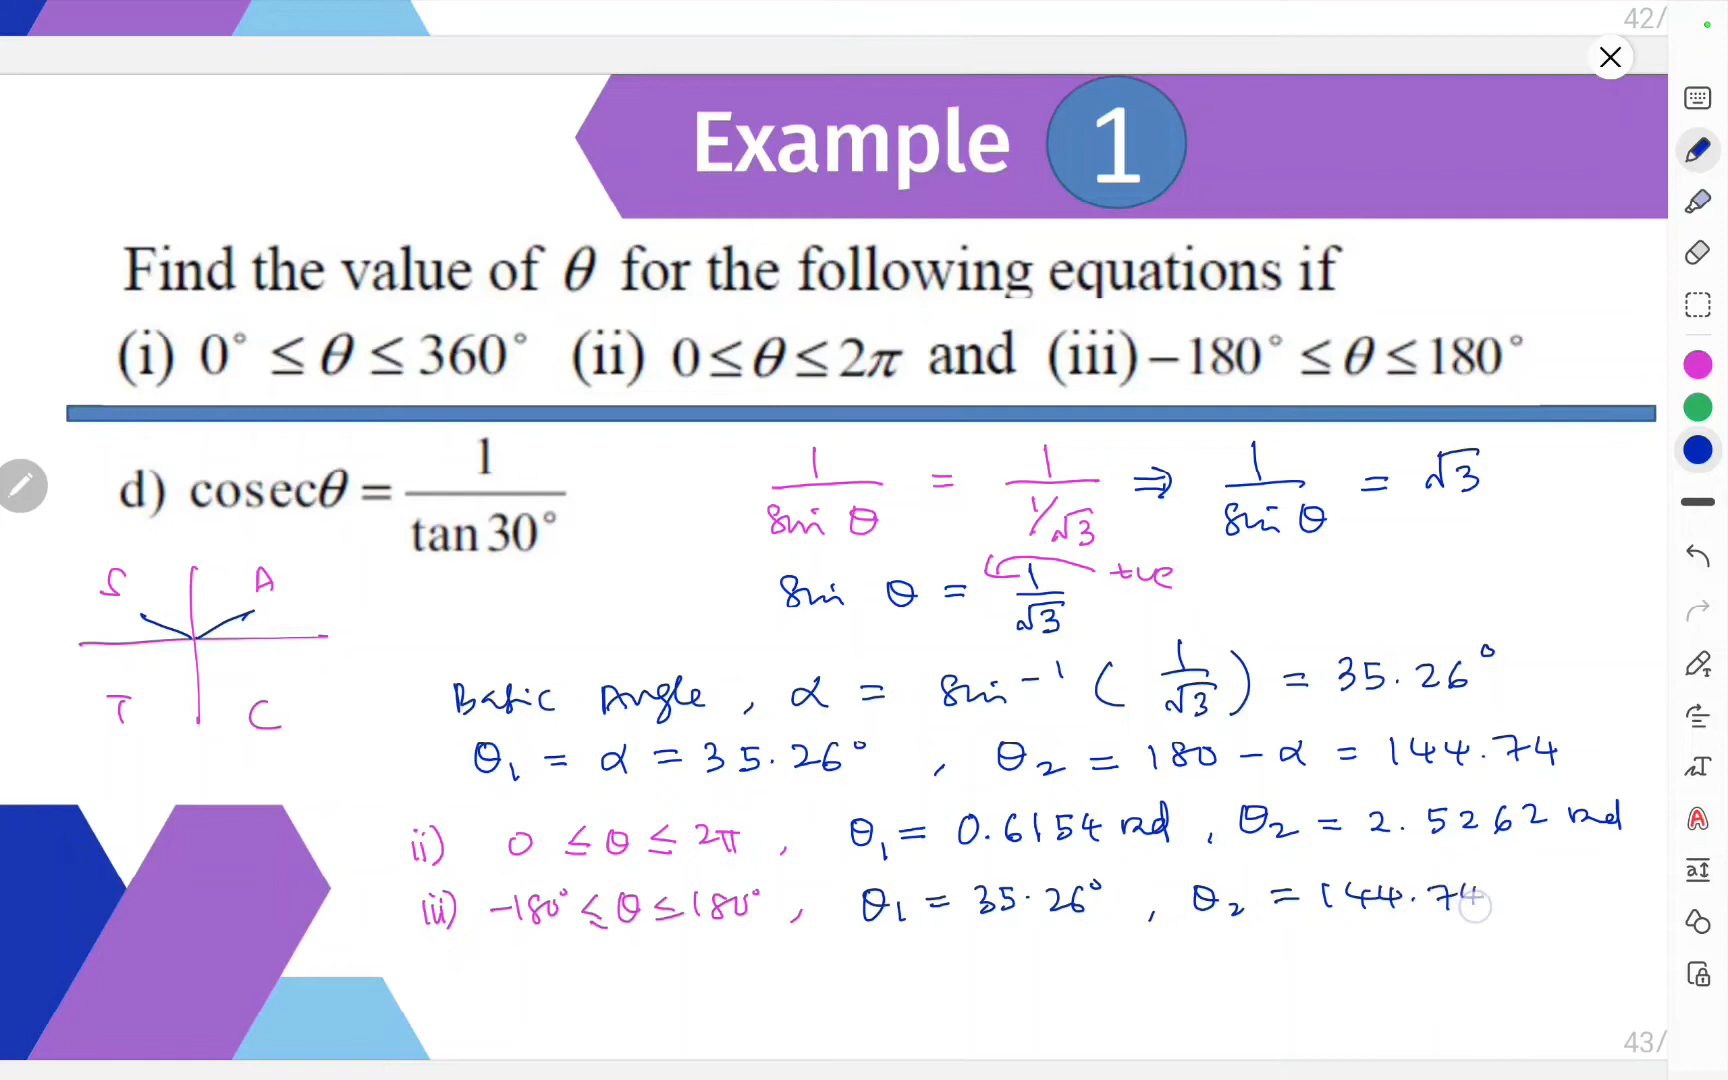 42/
Example 1
Find the value of θ for the following equations if
(i) 0° ≤ θ ≤ 360° (ii) 0 ≤ θ ≤ 2π and (iii) −180° ≤ θ ≤ 180°
d) cosecθ = 1/tan 30°
1/sin θ = 1/(1/√3) ⇒ 1/sin θ = √3
sin θ = 1/√3 +ve
S A
T C
Basic Angle, α = sin⁻¹(1/√3) = 35.26°
θ₁ = α = 35.26°, θ₂ = 180 − α = 144.74
ii) 0 ≤ θ ≤ 2π, θ₁ = 0.6154 rad, θ₂ = 2.5262 rad
iii) −180° ≤ θ ≤ 180°, θ₁ = 35.26°, θ₂ = 144.74
43/